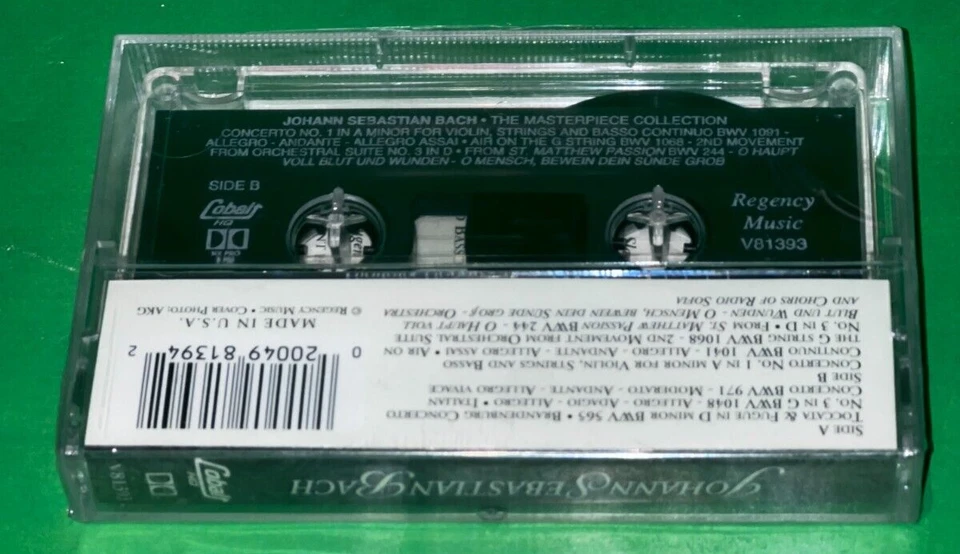 JOHANN SEBASTIAN BACH • THE MASTERPIECE COLLECTION
CONCERTO NO. 1 IN A MINOR FOR VIOLIN, STRINGS AND BASSO CONTINUO BWV 1091 -
ALLEGRO - ANDANTE - ALLEGRO ASSAI • AIR ON THE G STRING BWV 1068 - 2ND MOVEMENT
FROM ORCHESTRAL SUITE NO. 3 IN D • FROM ST. MATTHEW PASSION BWV 244 - O HAUPT
VOLL BLUT UND WUNDEN - O MENSCH, BEWEIN DEIN SÜNDE GROB
SIDE B
Cobalt
HQ
Regency
Music
V81393
SIDE A
TOCCATA & FUGUE IN D MINOR BWV 565 • BRANDENBURG CONCERTO
NO. 3 IN G BWV 1048 - ALLEGRO - ADAGIO - ALLEGRO • ITALIAN
CONCERTO BWV 971 - MODERATO - ANDANTE - ALLEGRO VIVACE
SIDE B
CONCERTO NO. 1 IN A MINOR FOR VIOLIN, STRINGS AND BASSO
CONTINUO BWV 1041 - ALLEGRO - ANDANTE - ALLEGRO ASSAI • AIR ON
THE G STRING BWV 1068 - 2ND MOVEMENT FROM ORCHESTRAL SUITE
NO. 3 IN D • FROM ST. MATTHEW PASSION BWV 244 - O HAUPT VOLL
BLUT UND WUNDEN - O MENSCH, BEWEIN DEIN SÜNDE GROß - ORCHESTRA
AND CHOIRS OF RADIO SOFIA
0 20049 81394 2
MADE IN U.S.A.
© REGENCY MUSIC • COVER PHOTO: AKG
JOHANN SEBASTIAN BACH
Cobalt
HQ
V81393